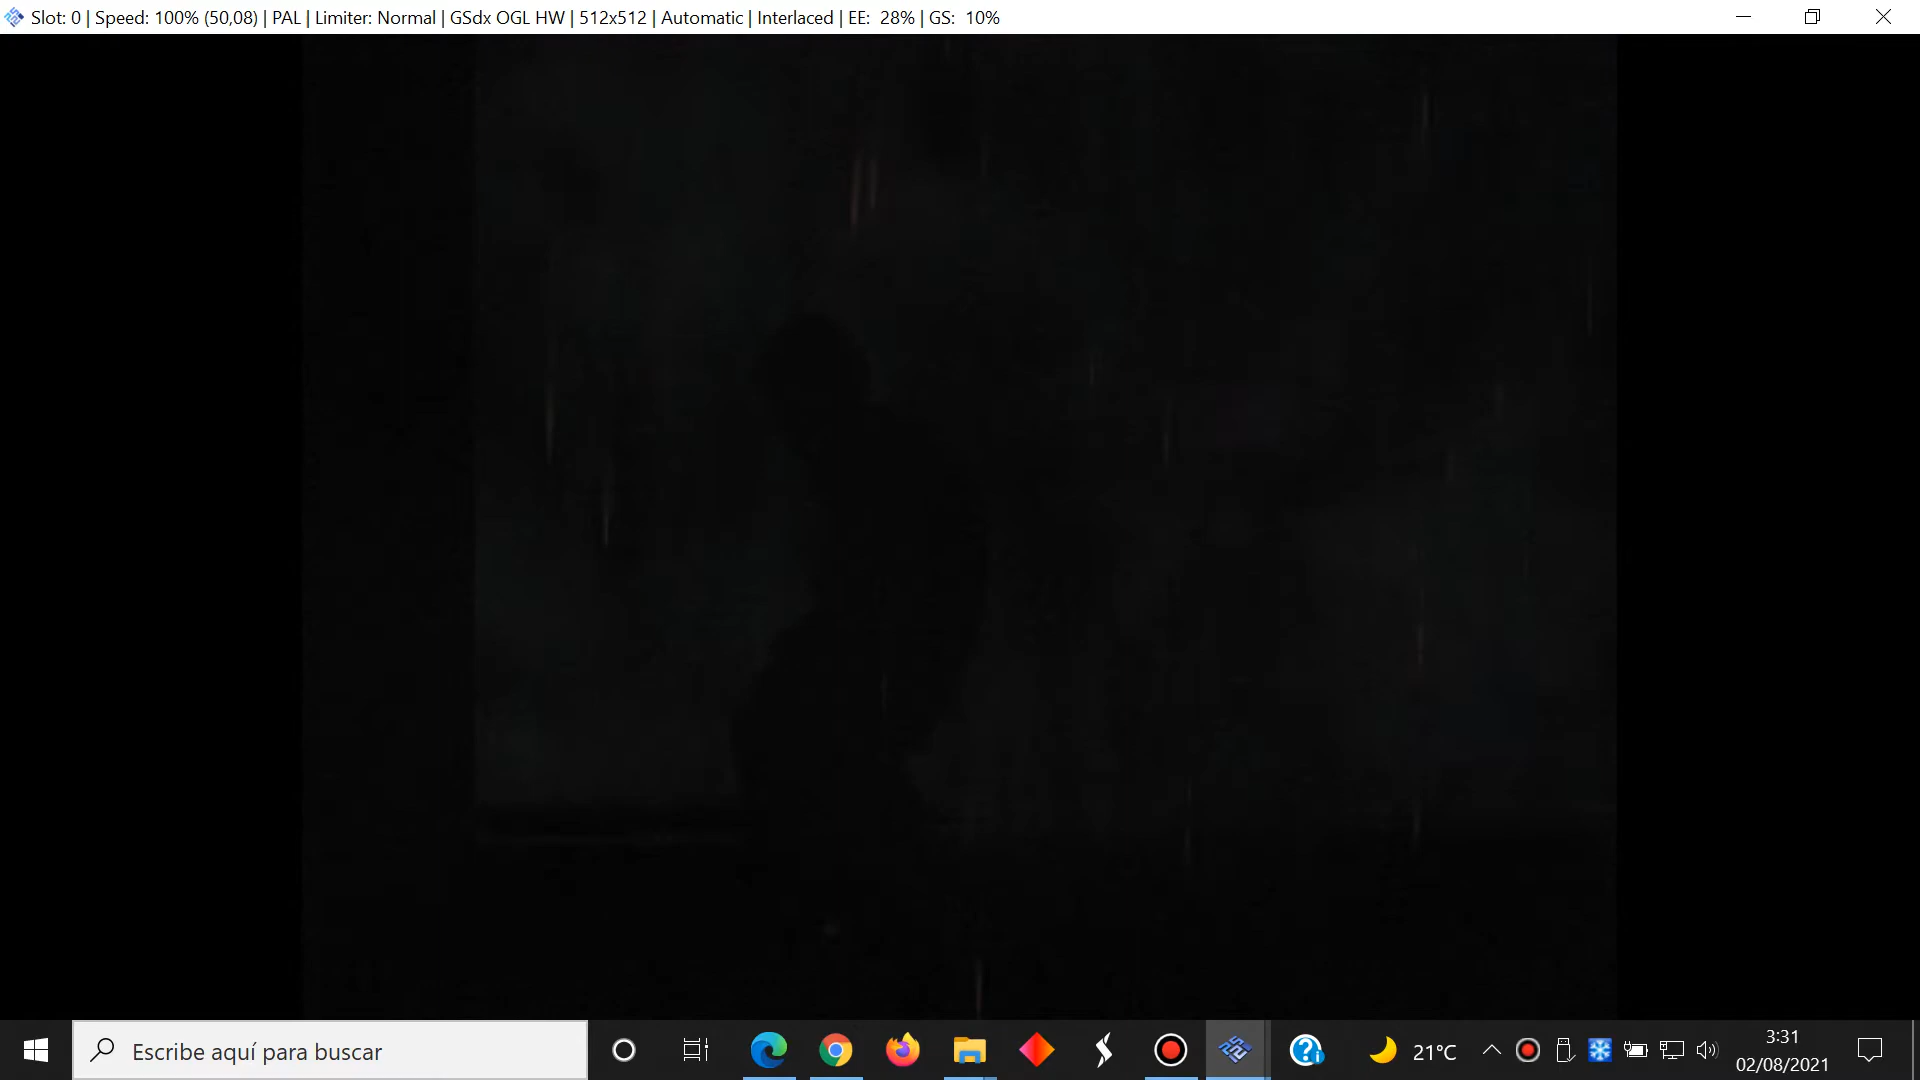 Slot: 0 | Speed: 100% (50,08) | PAL | Limiter: Normal | GSdx OGL HW | 512x512 | Automatic | Interlaced | EE:  28% | GS:  10%
Escribe aquí para buscar
21°C
3:31
02/08/2021